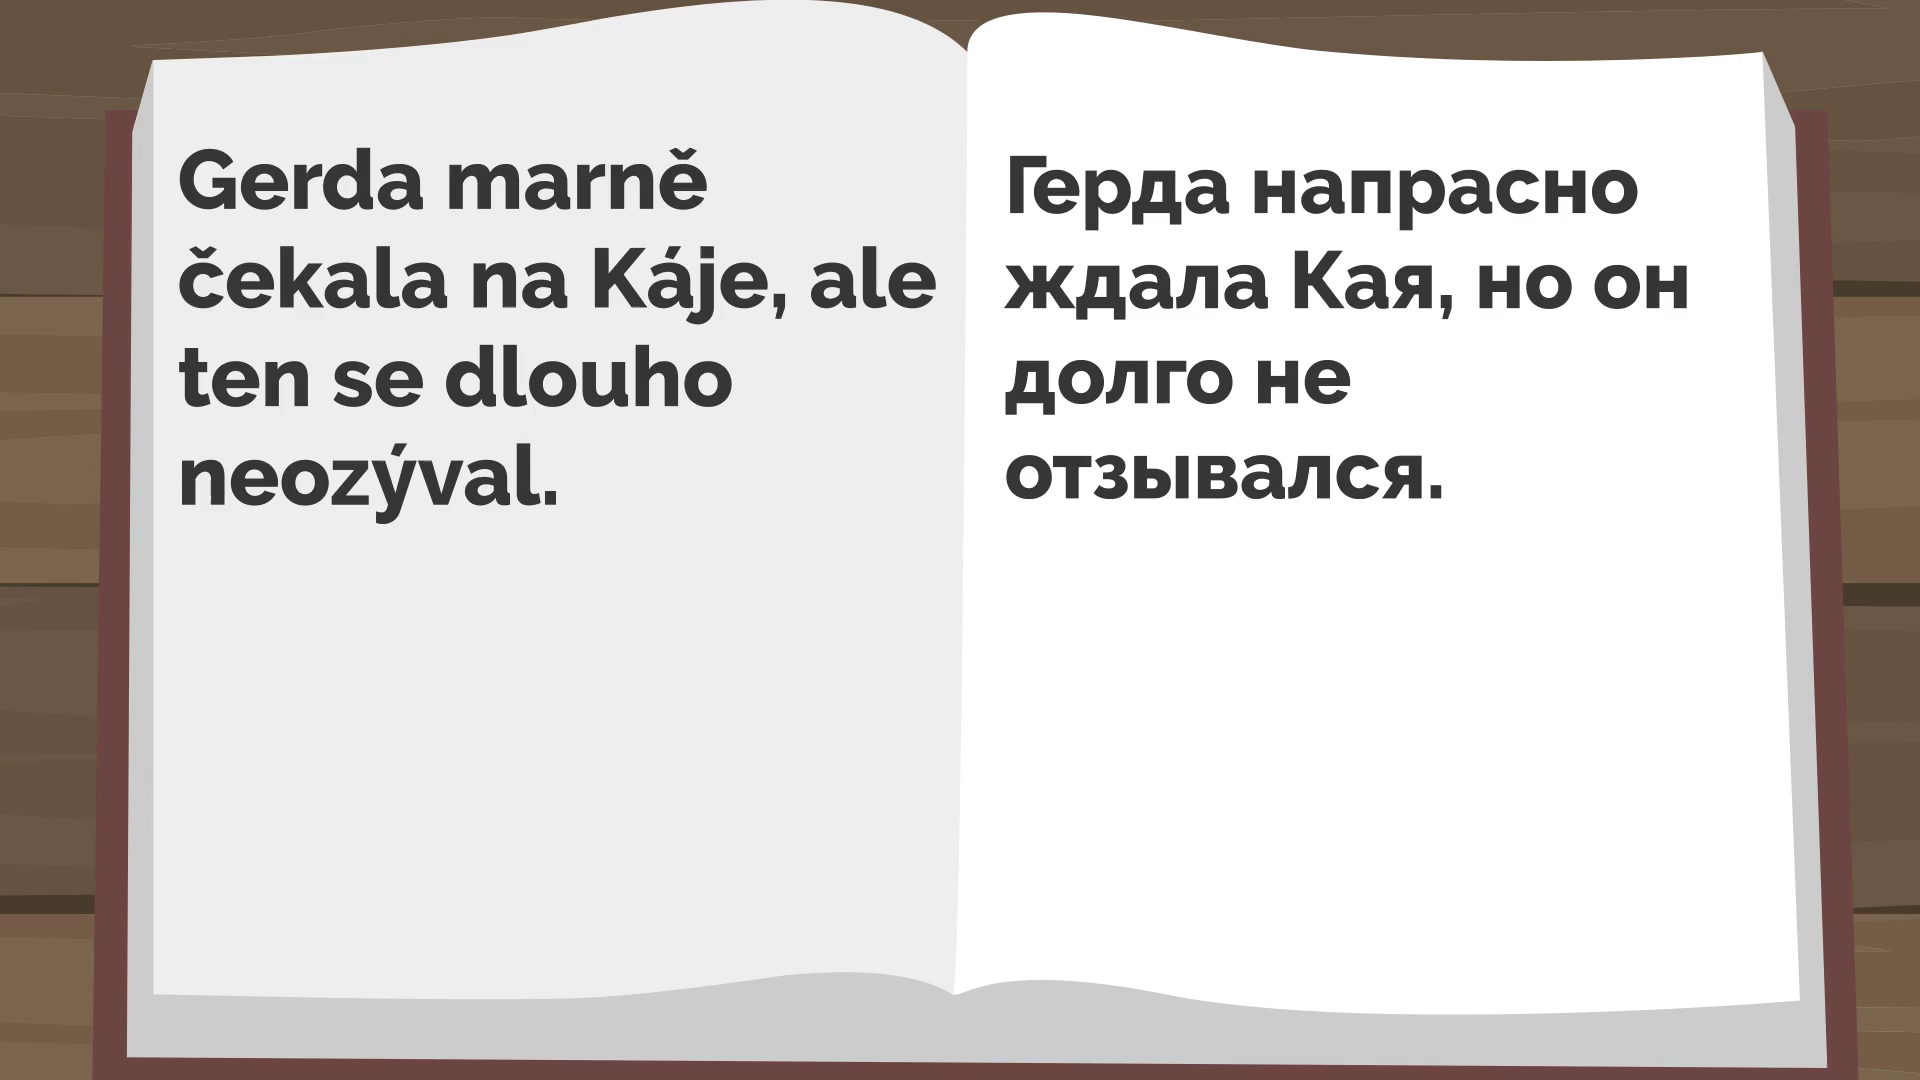 Gerda marně
čekala na Káje, ale
ten se dlouho
neozýval.
Герда напрасно
ждала Кая, но он
долго не
отзывался.